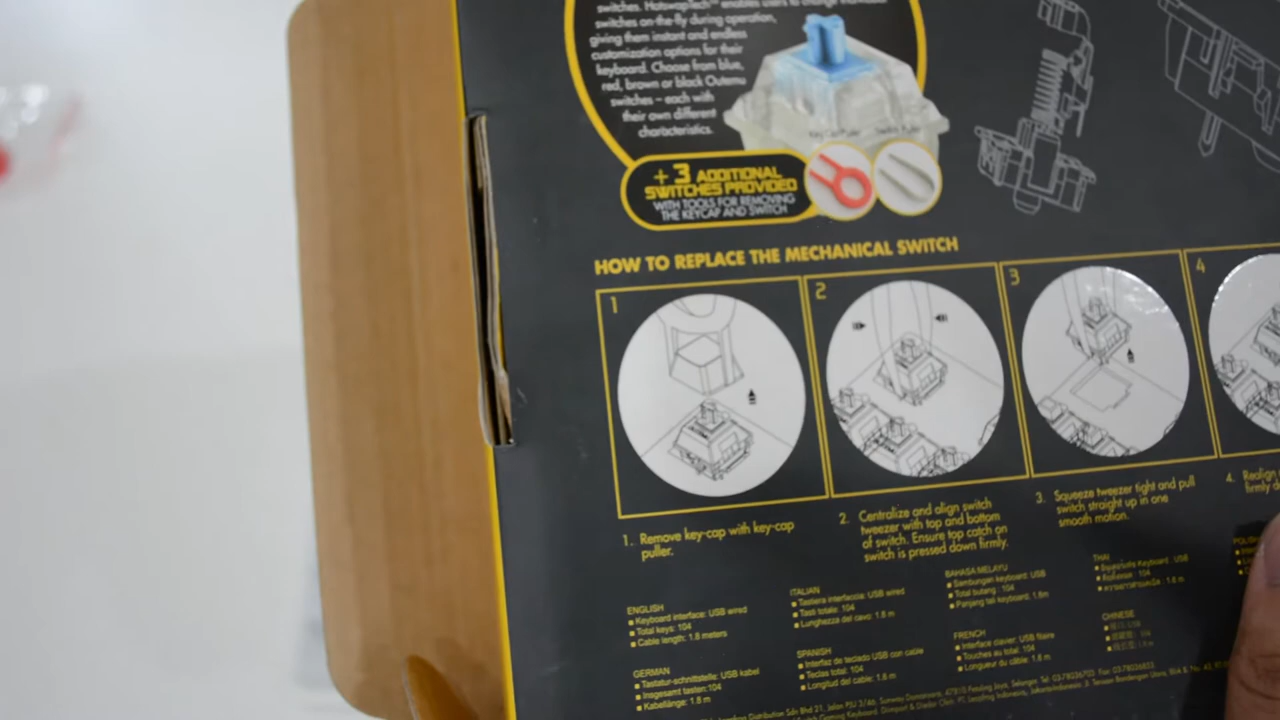 switches. HotswapTech™ enables users to change individual
switches on-the-fly during operation,
giving them instant and endless
customization options for their
keyboard. Choose from blue,
red, brown or black Outemu
switches – each with
their own different
characteristics.
+3 ADDITIONAL
SWITCHES PROVIDED
WITH TOOLS FOR REMOVING
THE KEYCAP AND SWITCH
HOW TO REPLACE THE MECHANICAL SWITCH
1
2
3
4
1. Remove key-cap with key-cap
puller.
2. Centralize and align switch
tweezer with top and bottom
of switch. Ensure top catch on
switch is pressed down firmly.
3. Squeeze tweezer tight and pull
switch straight up in one
smooth motion.
4. Realign
firmly
ENGLISH
■ Keyboard interface: USB wired
■ Total keys: 104
■ Cable length: 1.8 meters
GERMAN
■ Tastatur-schnittstelle: USB kabel
■ Insgesamt tasten:104
■ Kabellänge: 1.8 m
ITALIAN
■ Tastiera interfaccia: USB wired
■ Tasti totale: 104
■ Lunghezza del cavo: 1.8 m
SPANISH
■ Interfaz de teclado USB con cable
■ Teclas total: 104
■ Longitud del cable: 1.8 m
BAHASA MELAYU
■ Sambungan keyboard: USB
■ Total butang : 104
■ Panjang tali keyboard: 1.8m
FRENCH
■ Interface clavier: USB filaire
■ Touches au total: 104
■ Longueur du câble: 1.8 m
THAI
CHINESE